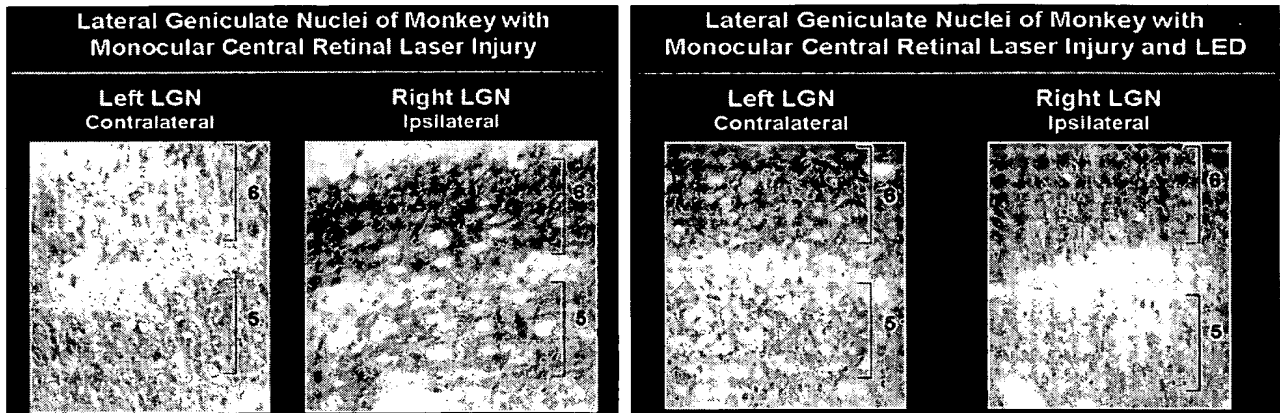 Lateral Geniculate Nuclei of Monkey with
Monocular Central Retinal Laser Injury
Left LGN
Contralateral
Right LGN
Ipsilateral
6
5
6
5
Lateral Geniculate Nuclei of Monkey with
Monocular Central Retinal Laser Injury and LED
Left LGN
Contralateral
Right LGN
Ipsilateral
6
5
6
5